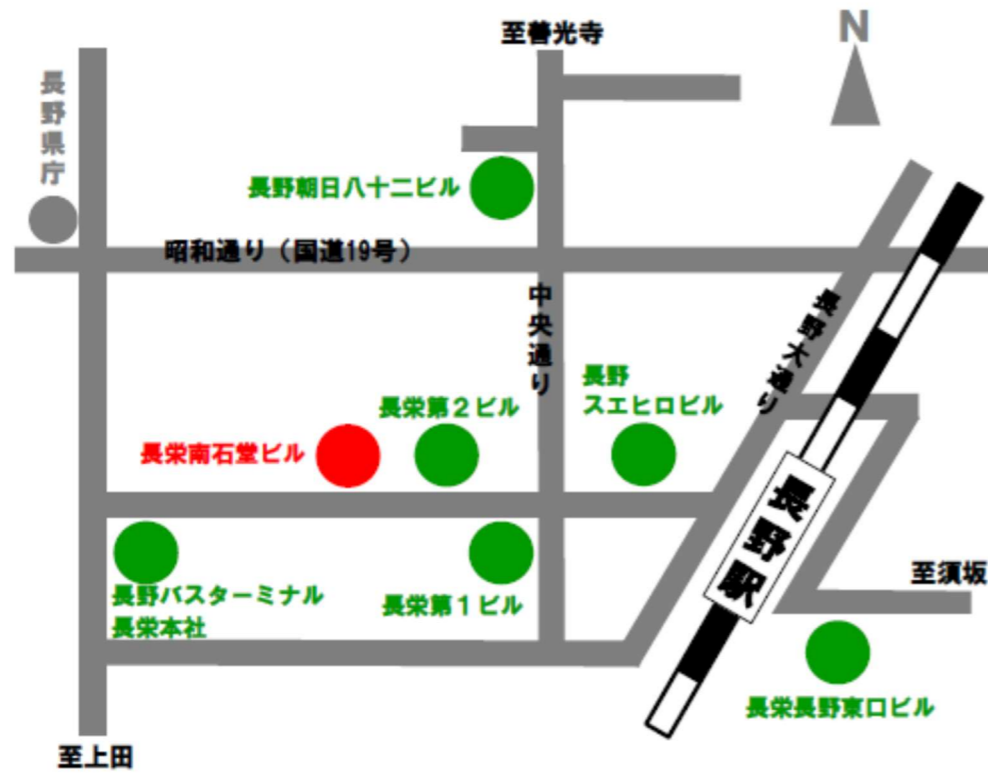 至善光寺
N
長野県庁
長野朝日八十二ビル
昭和通り（国道19号）
中央通り
長野大通り
長野
スエヒロビル
長栄第２ビル
長栄南石堂ビル
長野駅
長野バスターミナル
長栄本社
長栄第１ビル
至須坂
長栄長野東口ビル
至上田